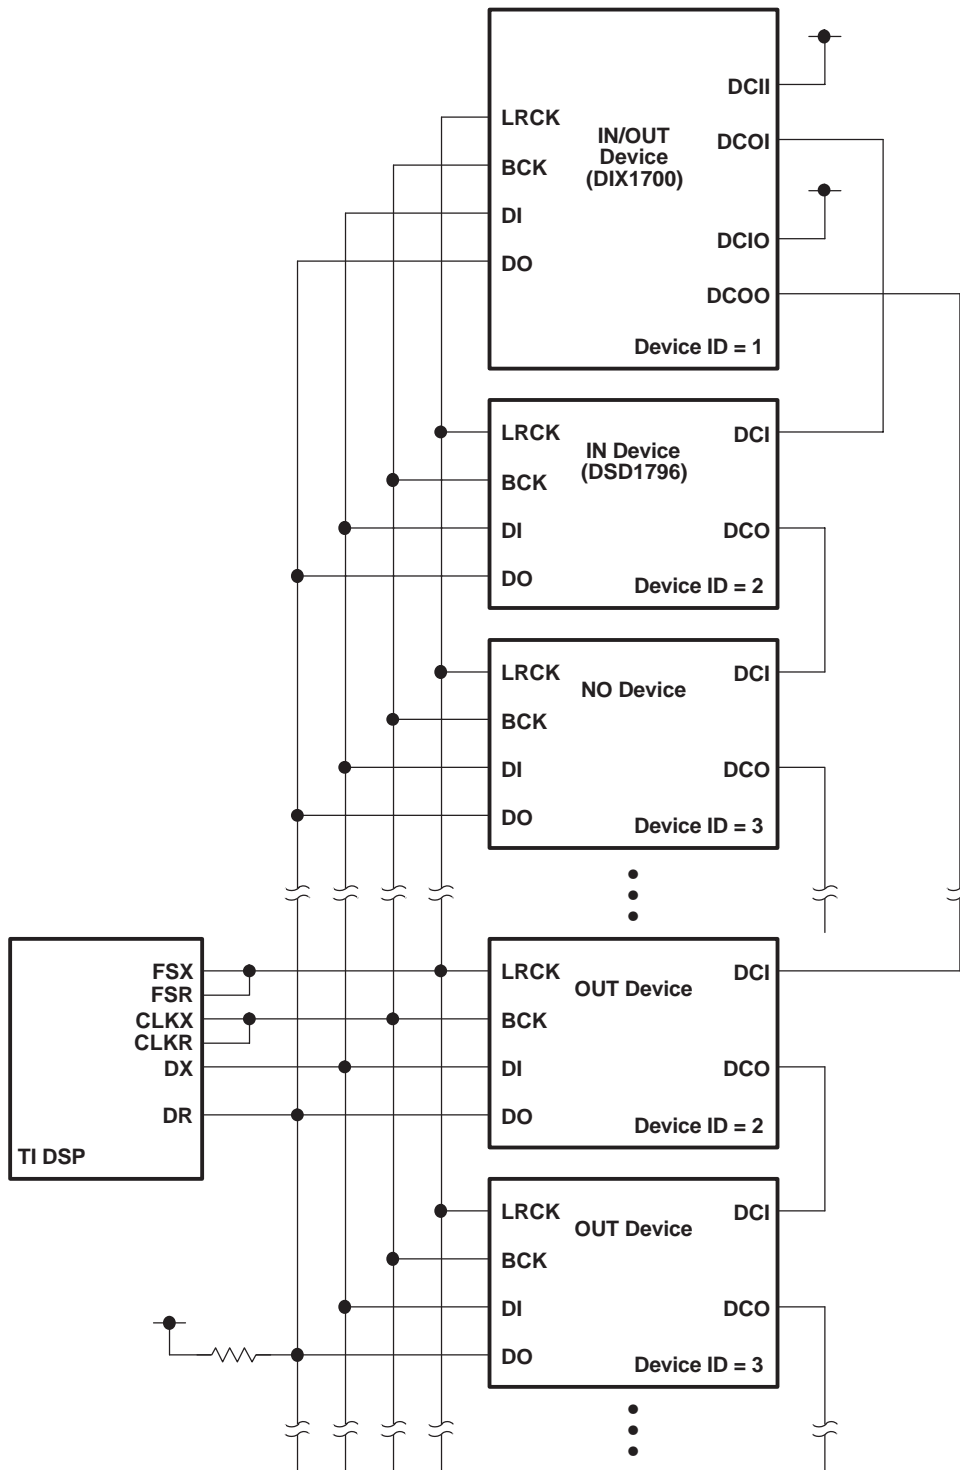 DCII
LRCK
IN/OUT
Device
(DIX1700)
DCOI
BCK
DI
DCIO
DO
DCOO
Device ID = 1
LRCK
IN Device
(DSD1796)
DCI
BCK
DI
DCO
DO
Device ID = 2
LRCK
NO Device
DCI
BCK
DI
DCO
DO
Device ID = 3
FSX
FSR
CLKX
CLKR
DX
DR
TI DSP
LRCK
OUT Device
DCI
BCK
DI
DCO
DO
Device ID = 2
LRCK
OUT Device
DCI
BCK
DI
DCO
DO
Device ID = 3